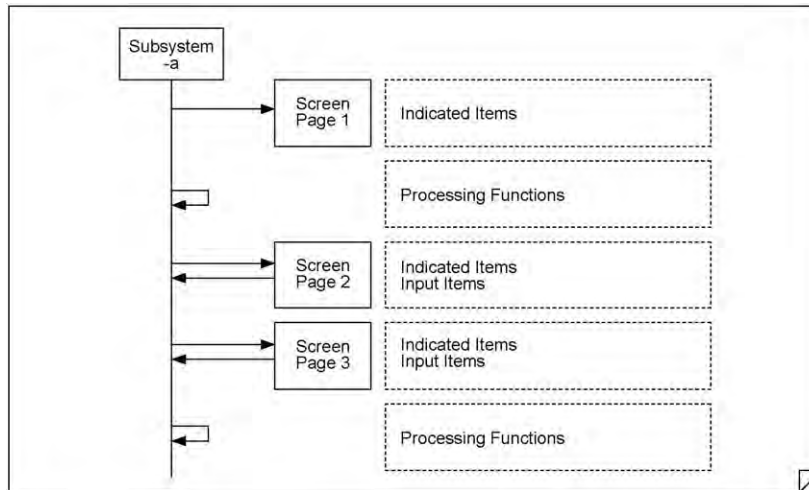 Subsystem
-a
Screen
Page 1
Indicated Items
Processing Functions
Screen
Page 2
Indicated Items
Input Items
Screen
Page 3
Indicated Items
Input Items
Processing Functions